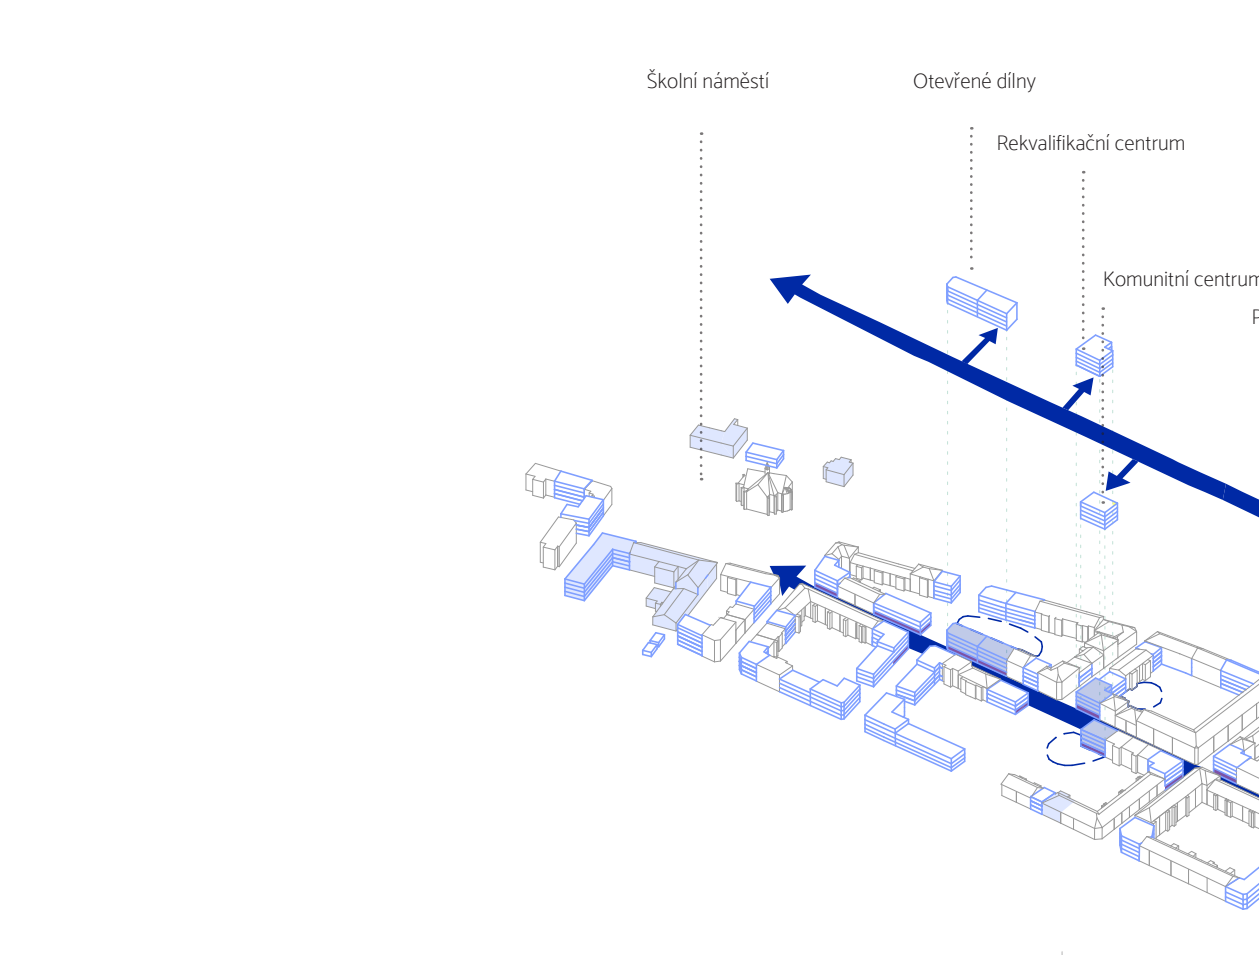 Školní náměstí
Otevřené dílny
Rekvalifikační centrum
Komunitní centrum